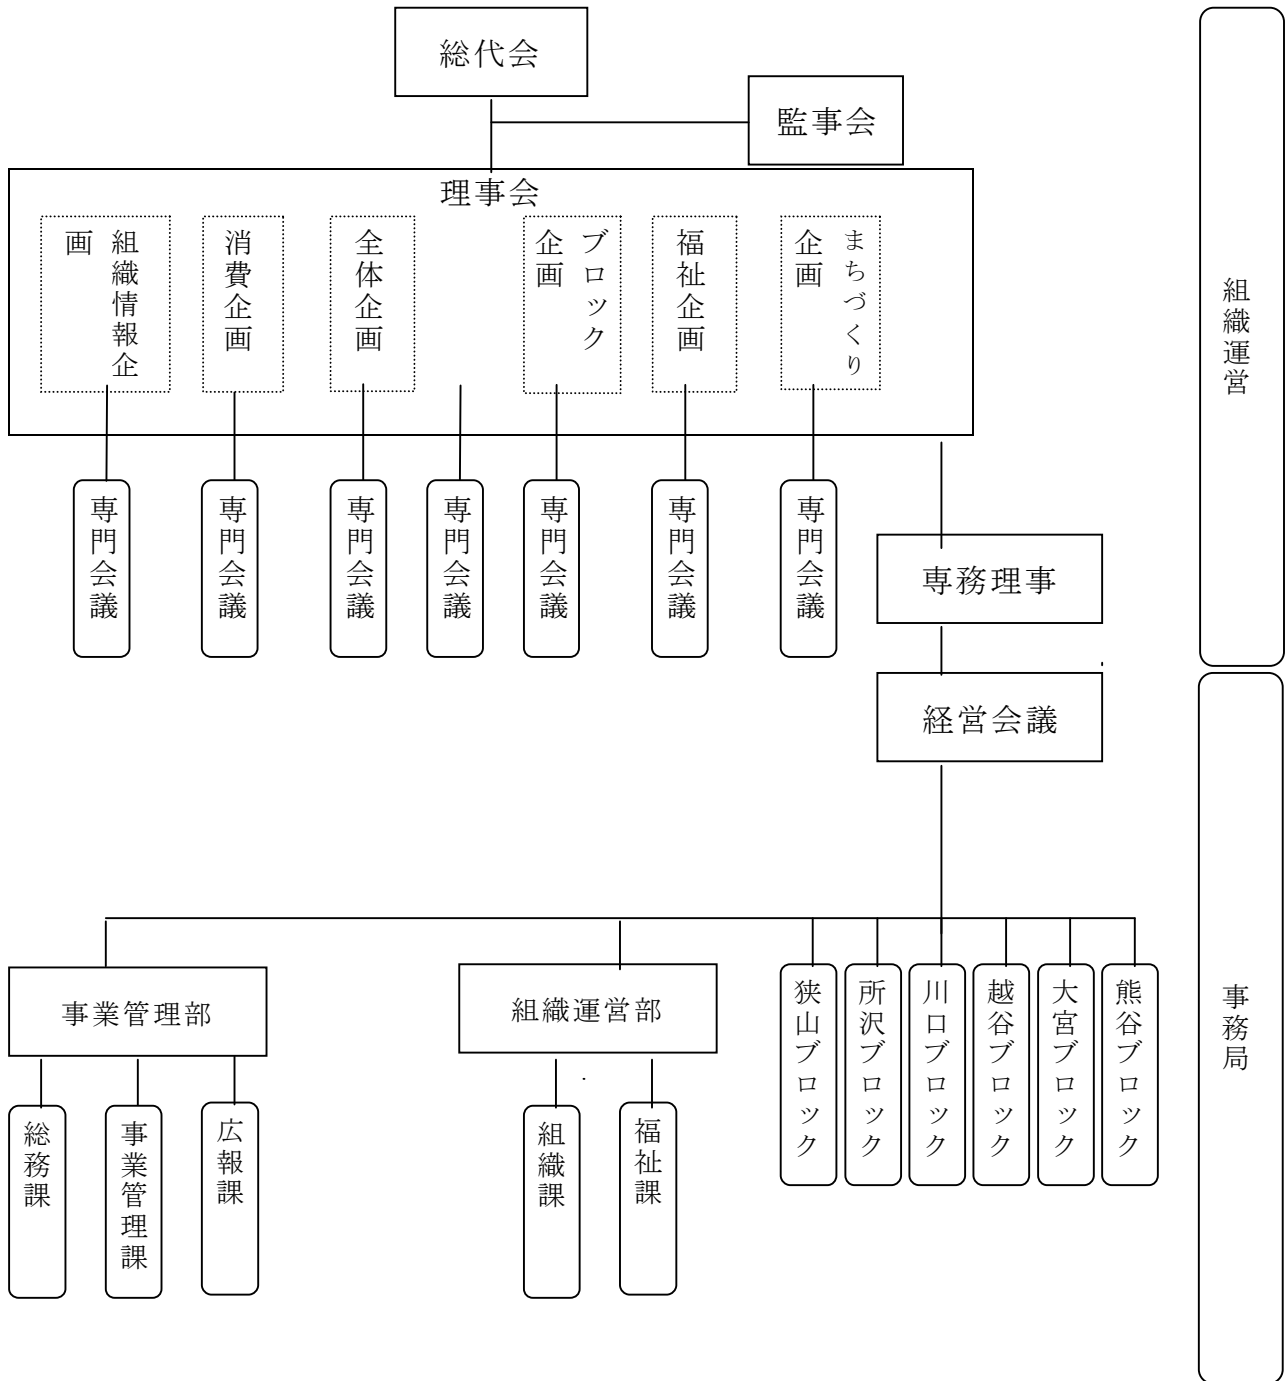 総代会
監事会
理事会
組織情報企
画
消費企画
全体企画
ブロック
企画
福祉企画
まちづくり
企画
専門会議
専門会議
専門会議
専門会議
専門会議
専門会議
専門会議
専務理事
経営会議
組織運営
事業管理部
組織運営部
狭山ブロック
所沢ブロック
川口ブロック
越谷ブロック
大宮ブロック
熊谷ブロック
総務課
事業管理課
広報課
組織課
福祉課
事務局